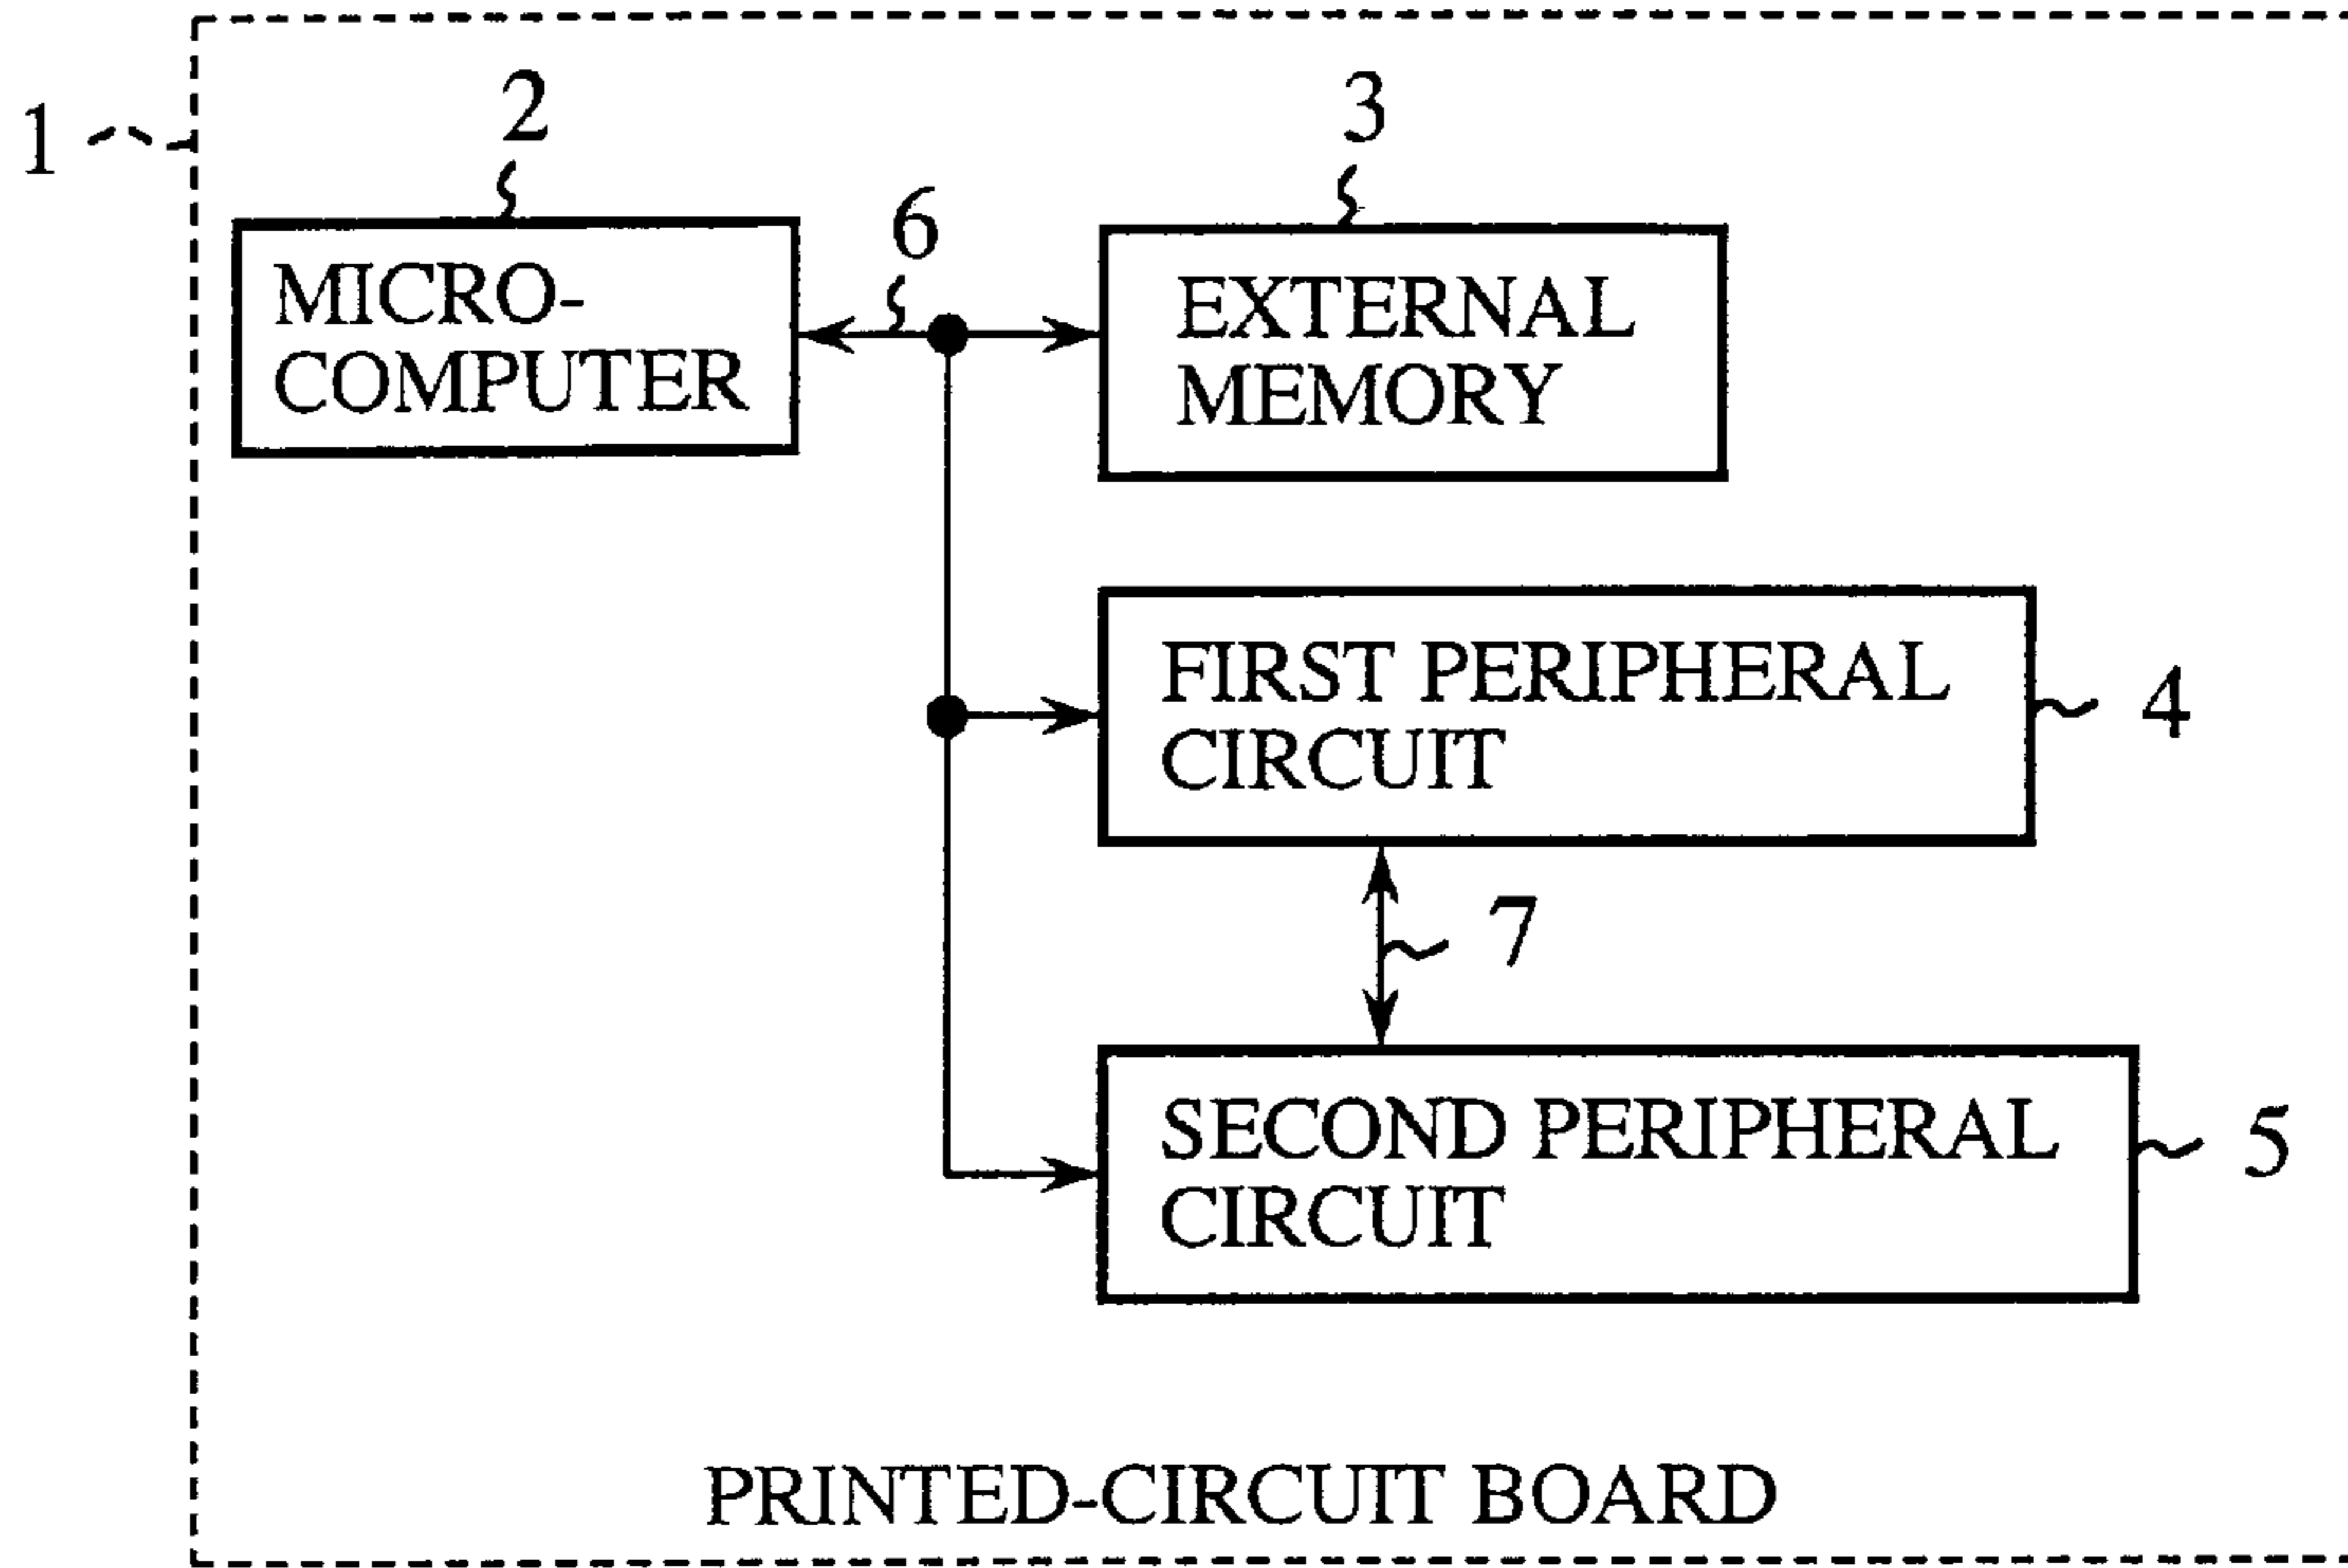 1
2
3
6
MICRO-
COMPUTER
EXTERNAL
MEMORY
FIRST PERIPHERAL
CIRCUIT
4
7
SECOND PERIPHERAL
CIRCUIT
5
PRINTED-CIRCUIT BOARD